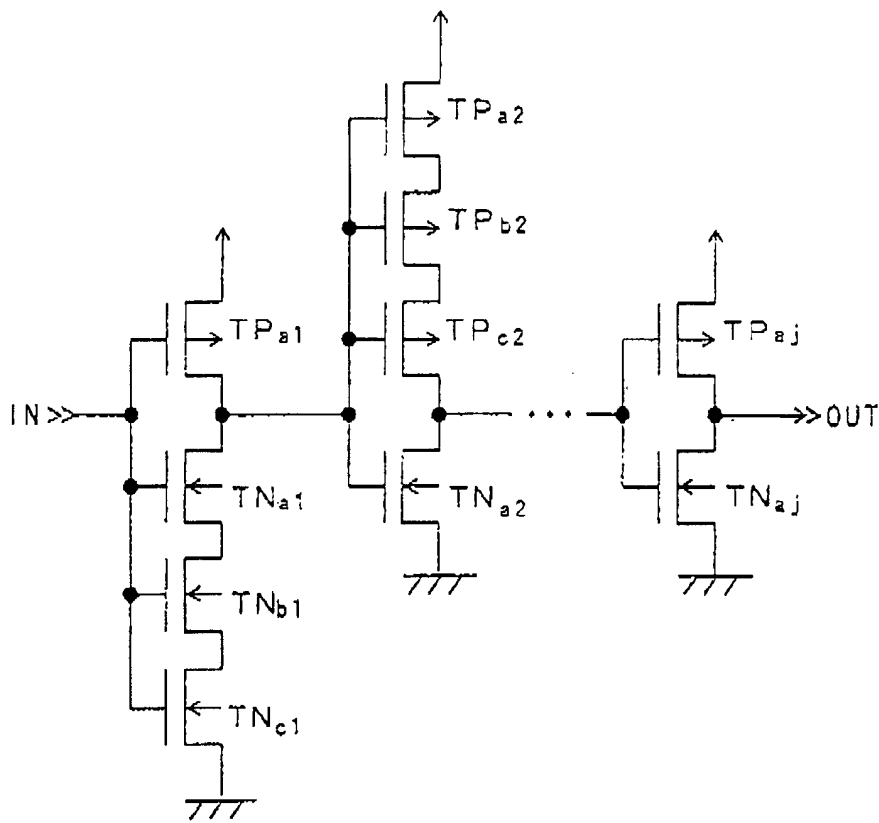 TPa2
TPb2
TPa1
TPc2
TPaj
IN
OUT
TNa1
TNa2
TNaj
TNb1
TNc1